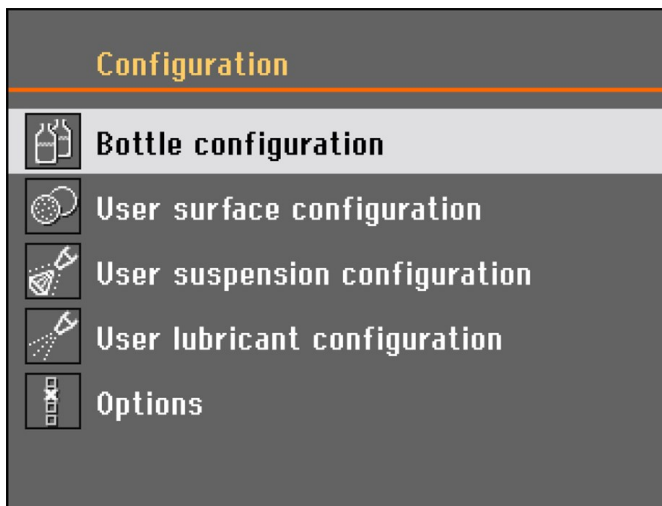 Configuration
Bottle configuration
User surface configuration
User suspension configuration
User lubricant configuration
Options